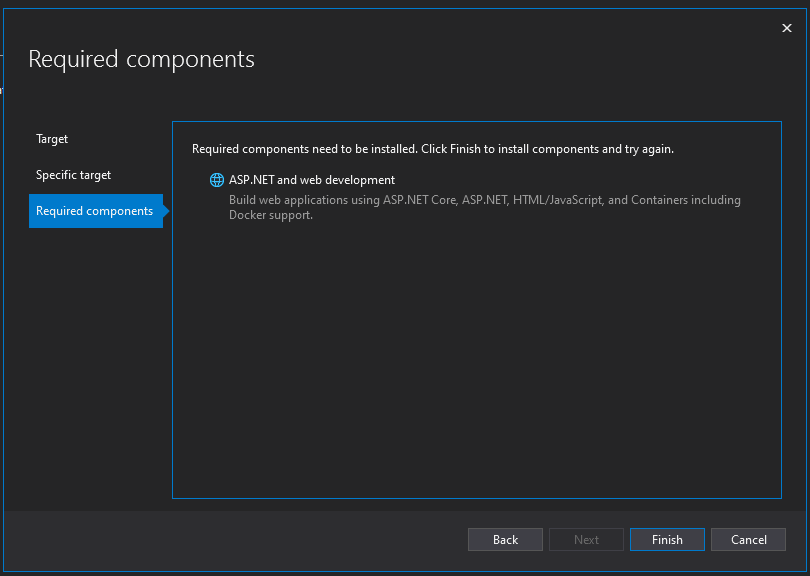 Required components
Target
Specific target
Required components
Required components need to be installed. Click Finish to install components and try again.
ASP.NET and web development
Build web applications using ASP.NET Core, ASP.NET, HTML/JavaScript, and Containers including
Docker support.
Back
Next
Finish
Cancel